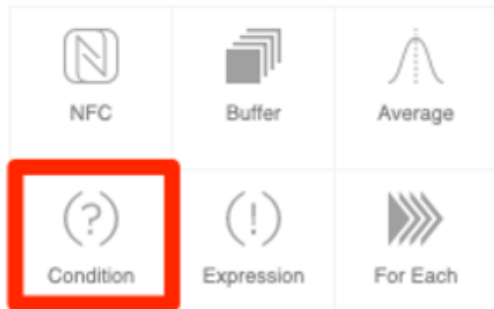 NFC
Buffer
Average
(?)
(!)
Condition
Expression
For Each